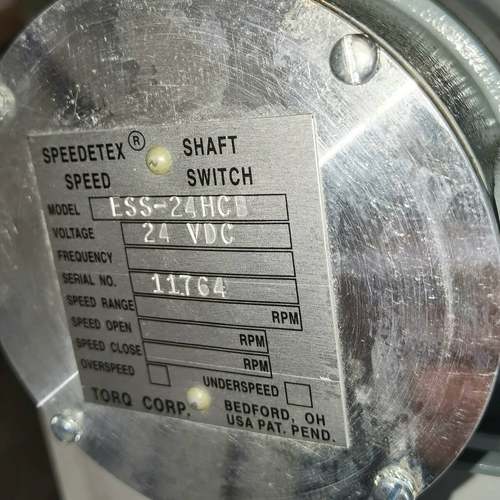 SPEEDETEX® SHAFT
SPEED SWITCH
MODEL ESS-24HCB
VOLTAGE 24 VDC
FREQUENCY
SERIAL NO. 11764
SPEED RANGE RPM
SPEED OPEN RPM
SPEED CLOSE RPM
OVERSPEED UNDERSPEED
TORQ CORP. BEDFORD, OH
USA PAT. PEND.